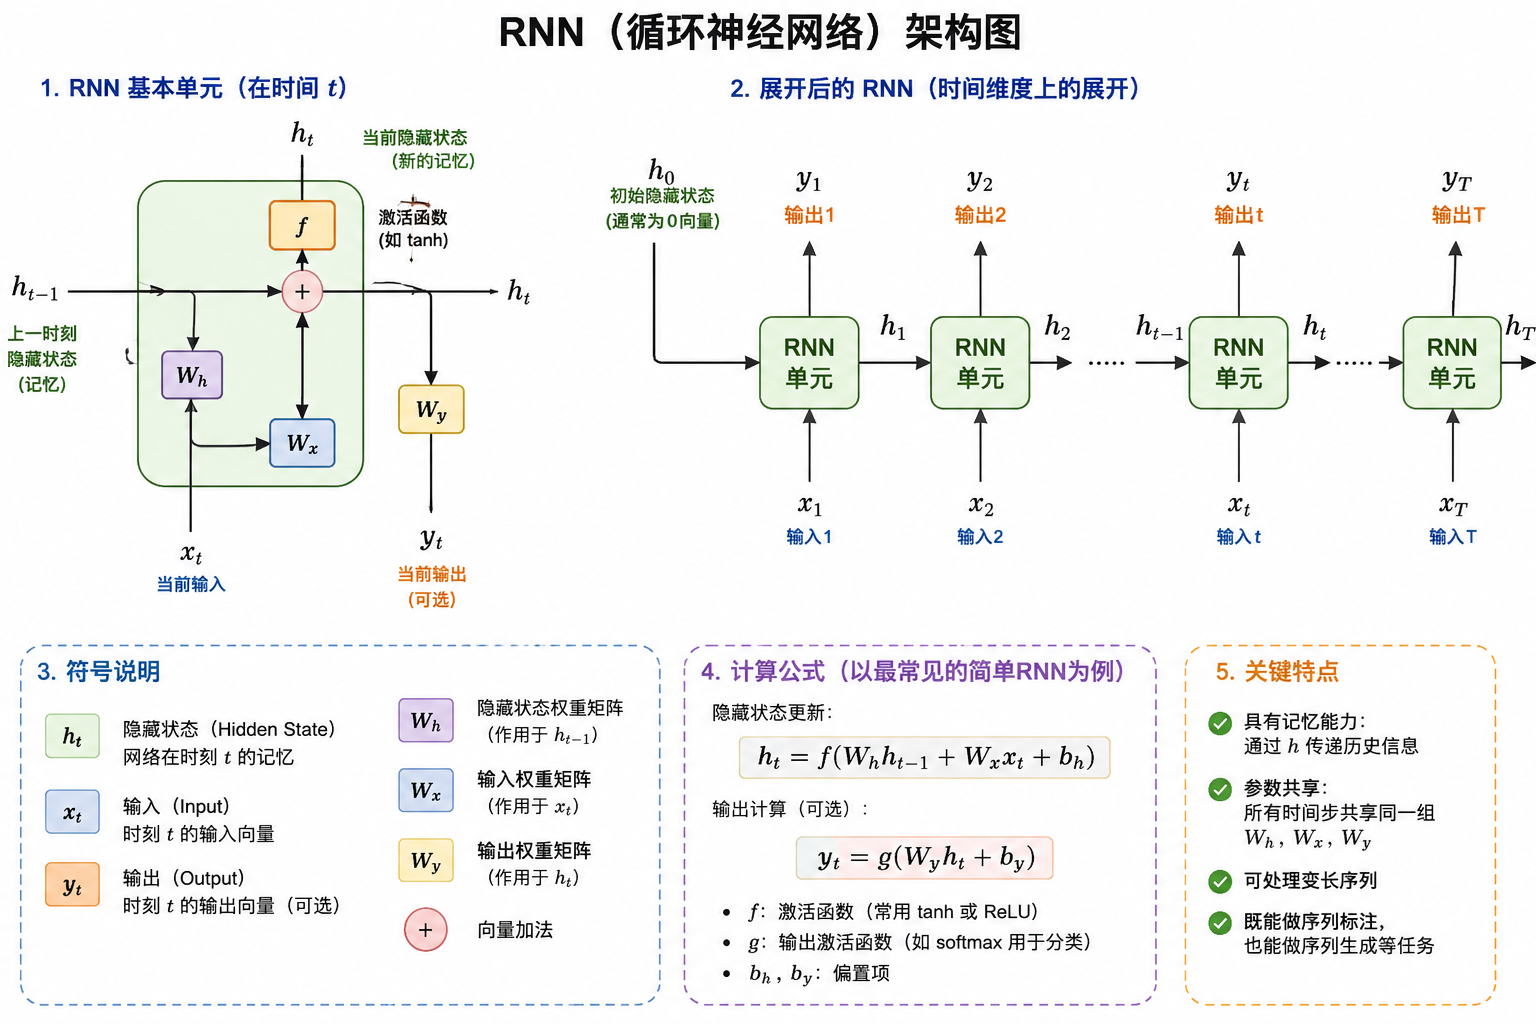 RNN（循环神经网络）架构图
1. RNN 基本单元（在时间 t）
h_t
当前隐藏状态
（新的记忆）
f
激活函数
(如 tanh)
h_{t−1}
+
h_t
上一时刻
隐藏状态
（记忆）
W_h
W_y
W_x
x_t
当前输入
y_t
当前输出
（可选）
2. 展开后的 RNN（时间维度上的展开）
h_0
初始隐藏状态
(通常为0向量)
y_1
输出1
y_2
输出2
y_t
输出t
y_T
输出T
RNN
单元
h_1
RNN
单元
h_2
......
h_{t−1}
RNN
单元
h_t
.....
RNN
单元
h_T
x_1
输入1
x_2
输入2
x_t
输入t
x_T
输入T
3. 符号说明
h_t
隐藏状态（Hidden State）
网络在时刻 t 的记忆
x_t
输入（Input）
时刻 t 的输入向量
y_t
输出（Output）
时刻 t 的输出向量（可选）
W_h
隐藏状态权重矩阵
（作用于 h_{t−1}）
W_x
输入权重矩阵
（作用于 x_t）
W_y
输出权重矩阵
（作用于 h_t）
+
向量加法
4. 计算公式（以最常见的简单RNN为例）
隐藏状态更新：
h_t = f(W_h h_{t−1} + W_x x_t + b_h)
输出计算（可选）：
y_t = g(W_y h_t + b_y)
• f：激活函数（常用 tanh 或 ReLU）
• g：输出激活函数（如 softmax 用于分类）
• b_h , b_y：偏置项
5. 关键特点
具有记忆能力：
通过 h 传递历史信息
参数共享：
所有时间步共享同一组
W_h , W_x , W_y
可处理变长序列
既能做序列标注，
也能做序列生成等任务